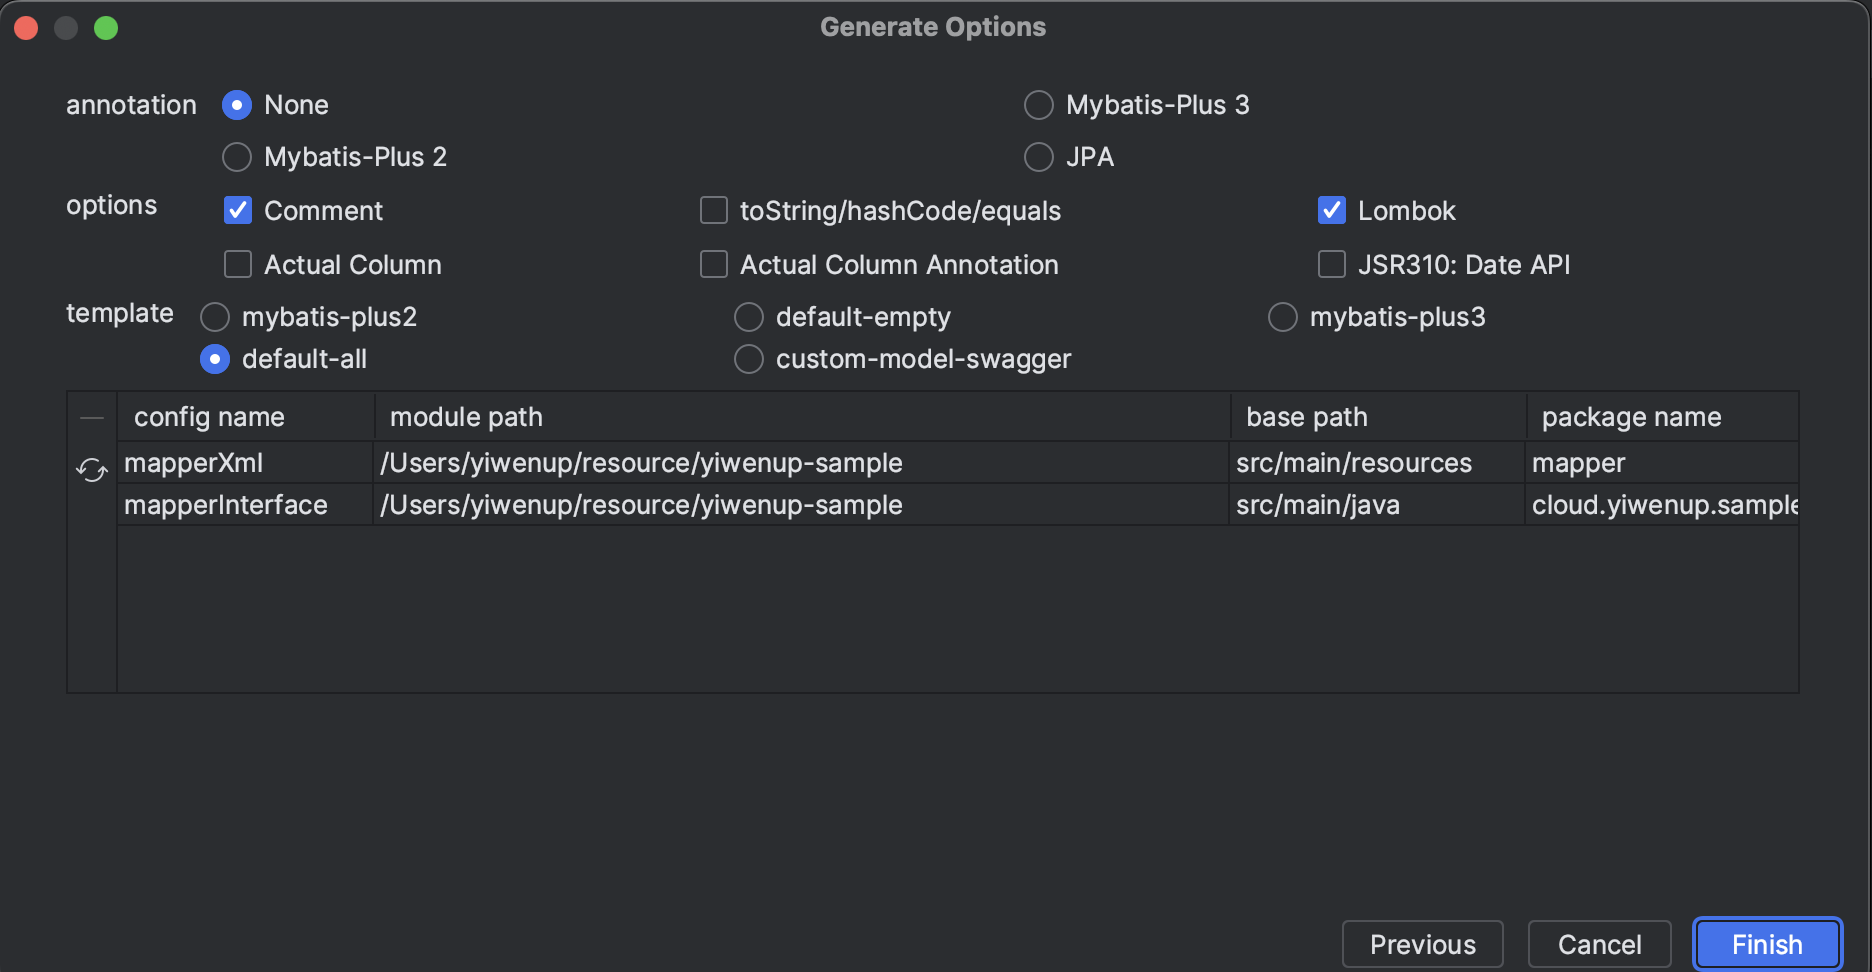 Generate Options
annotation None Mybatis-Plus 3
Mybatis-Plus 2 JPA
options Comment toString/hashCode/equals Lombok
Actual Column Actual Column Annotation JSR310: Date API
template mybatis-plus2 default-empty mybatis-plus3
default-all custom-model-swagger
config name module path base path package name
mapperXml /Users/yiwenup/resource/yiwenup-sample src/main/resources mapper
mapperInterface /Users/yiwenup/resource/yiwenup-sample src/main/java cloud.yiwenup.sample
Previous Cancel Finish